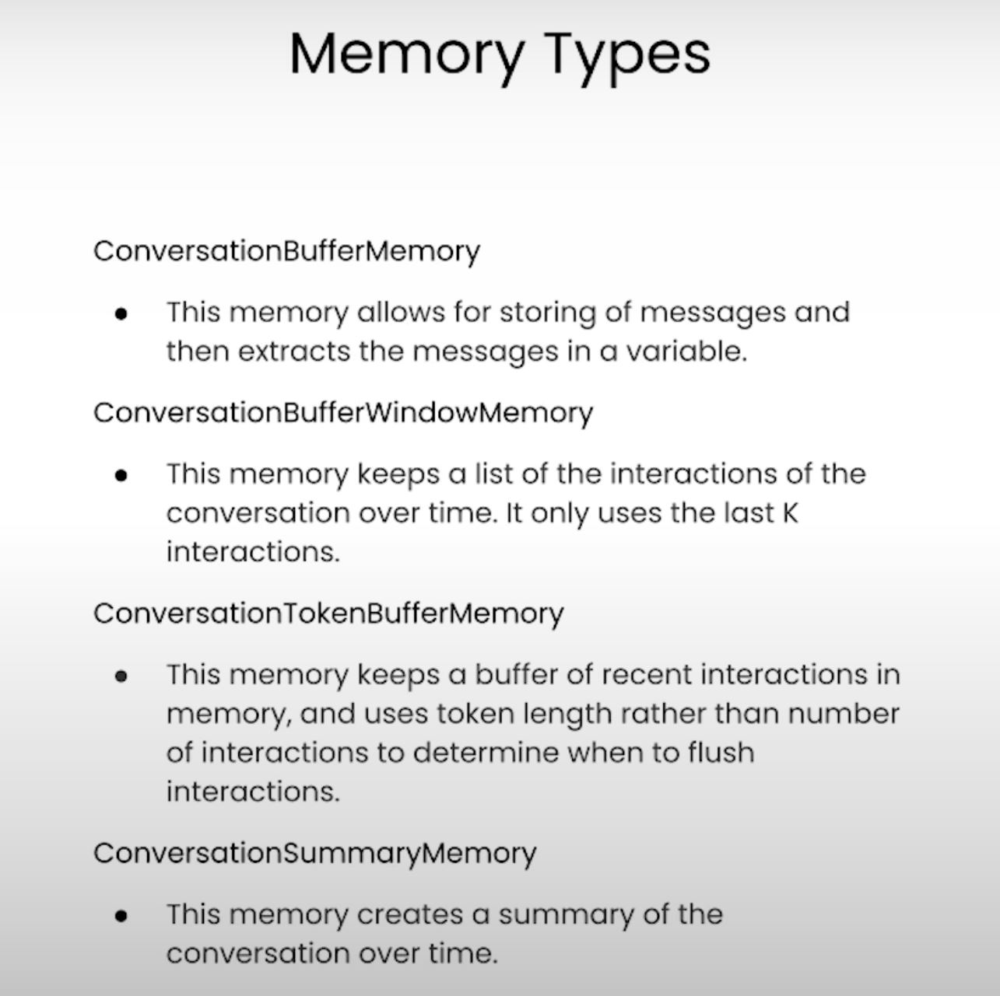 Memory Types
ConversationBufferMemory
● This memory allows for storing of messages and
then extracts the messages in a variable.
ConversationBufferWindowMemory
● This memory keeps a list of the interactions of the
conversation over time. It only uses the last K
interactions.
ConversationTokenBufferMemory
● This memory keeps a buffer of recent interactions in
memory, and uses token length rather than number
of interactions to determine when to flush
interactions.
ConversationSummaryMemory
● This memory creates a summary of the
conversation over time.